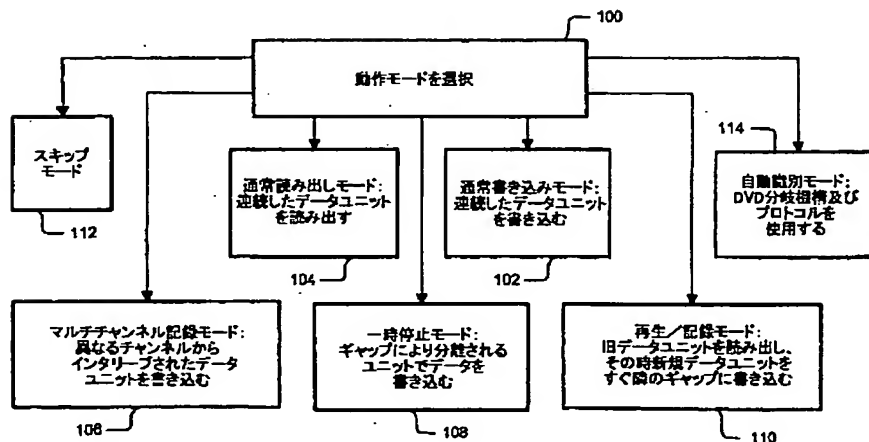 100
動作モードを選択
スキップ
モード
112
通常読み出しモード:
連続したデータユニット
を読み出す
104
通常書き込みモード:
連続したデータユニット
を書き込む
102
114
自動識別モード:
DVD分岐機構及び
プロトコルを
使用する
マルチチャンネル記録モード:
異なるチャンネルから
インタリーブされたデータ
ユニットを書き込む
106
一時停止モード:
ギャップにより分離される
ユニットでデータを
書き込む
108
再生/記録モード:
旧データユニットを読み出し、
その時新規データユニットを
すぐ隣のギャップに書き込む
110